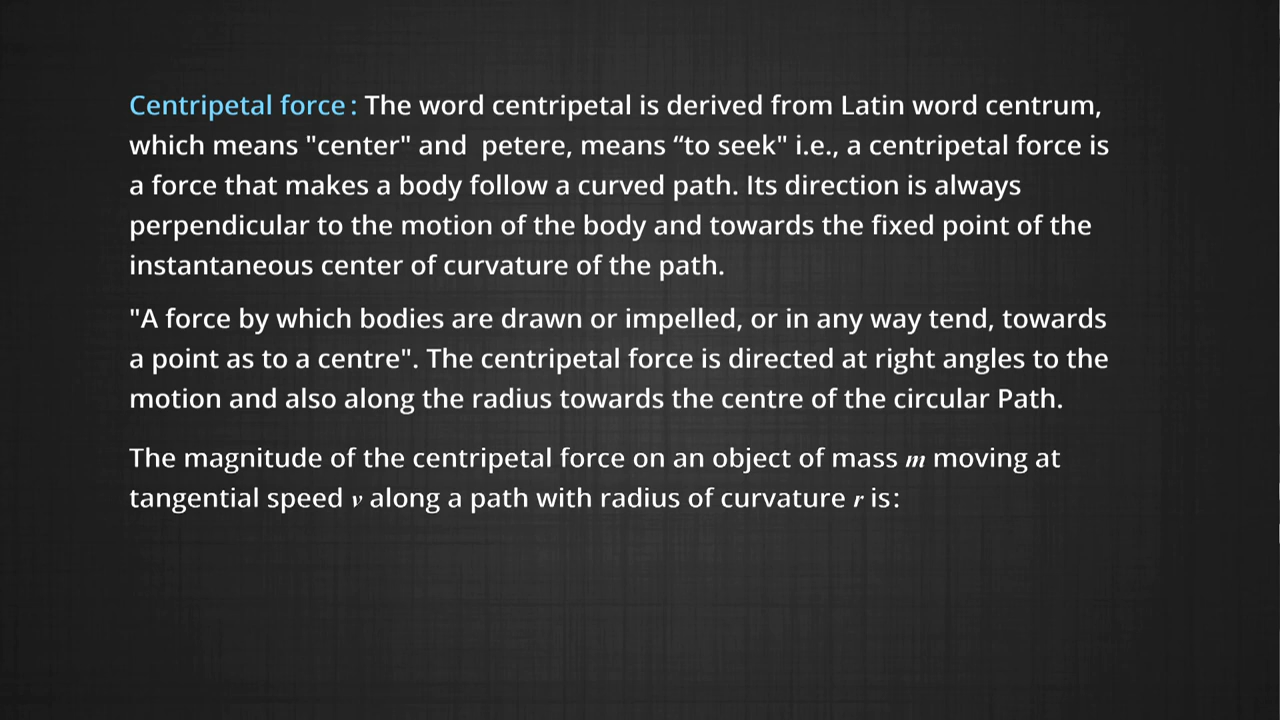 Centripetal force : The word centripetal is derived from Latin word centrum,
which means "center" and  petere, means “to seek" i.e., a centripetal force is
a force that makes a body follow a curved path. Its direction is always
perpendicular to the motion of the body and towards the fixed point of the
instantaneous center of curvature of the path.
"A force by which bodies are drawn or impelled, or in any way tend, towards
a point as to a centre". The centripetal force is directed at right angles to the
motion and also along the radius towards the centre of the circular Path.
The magnitude of the centripetal force on an object of mass m moving at
tangential speed v along a path with radius of curvature r is: